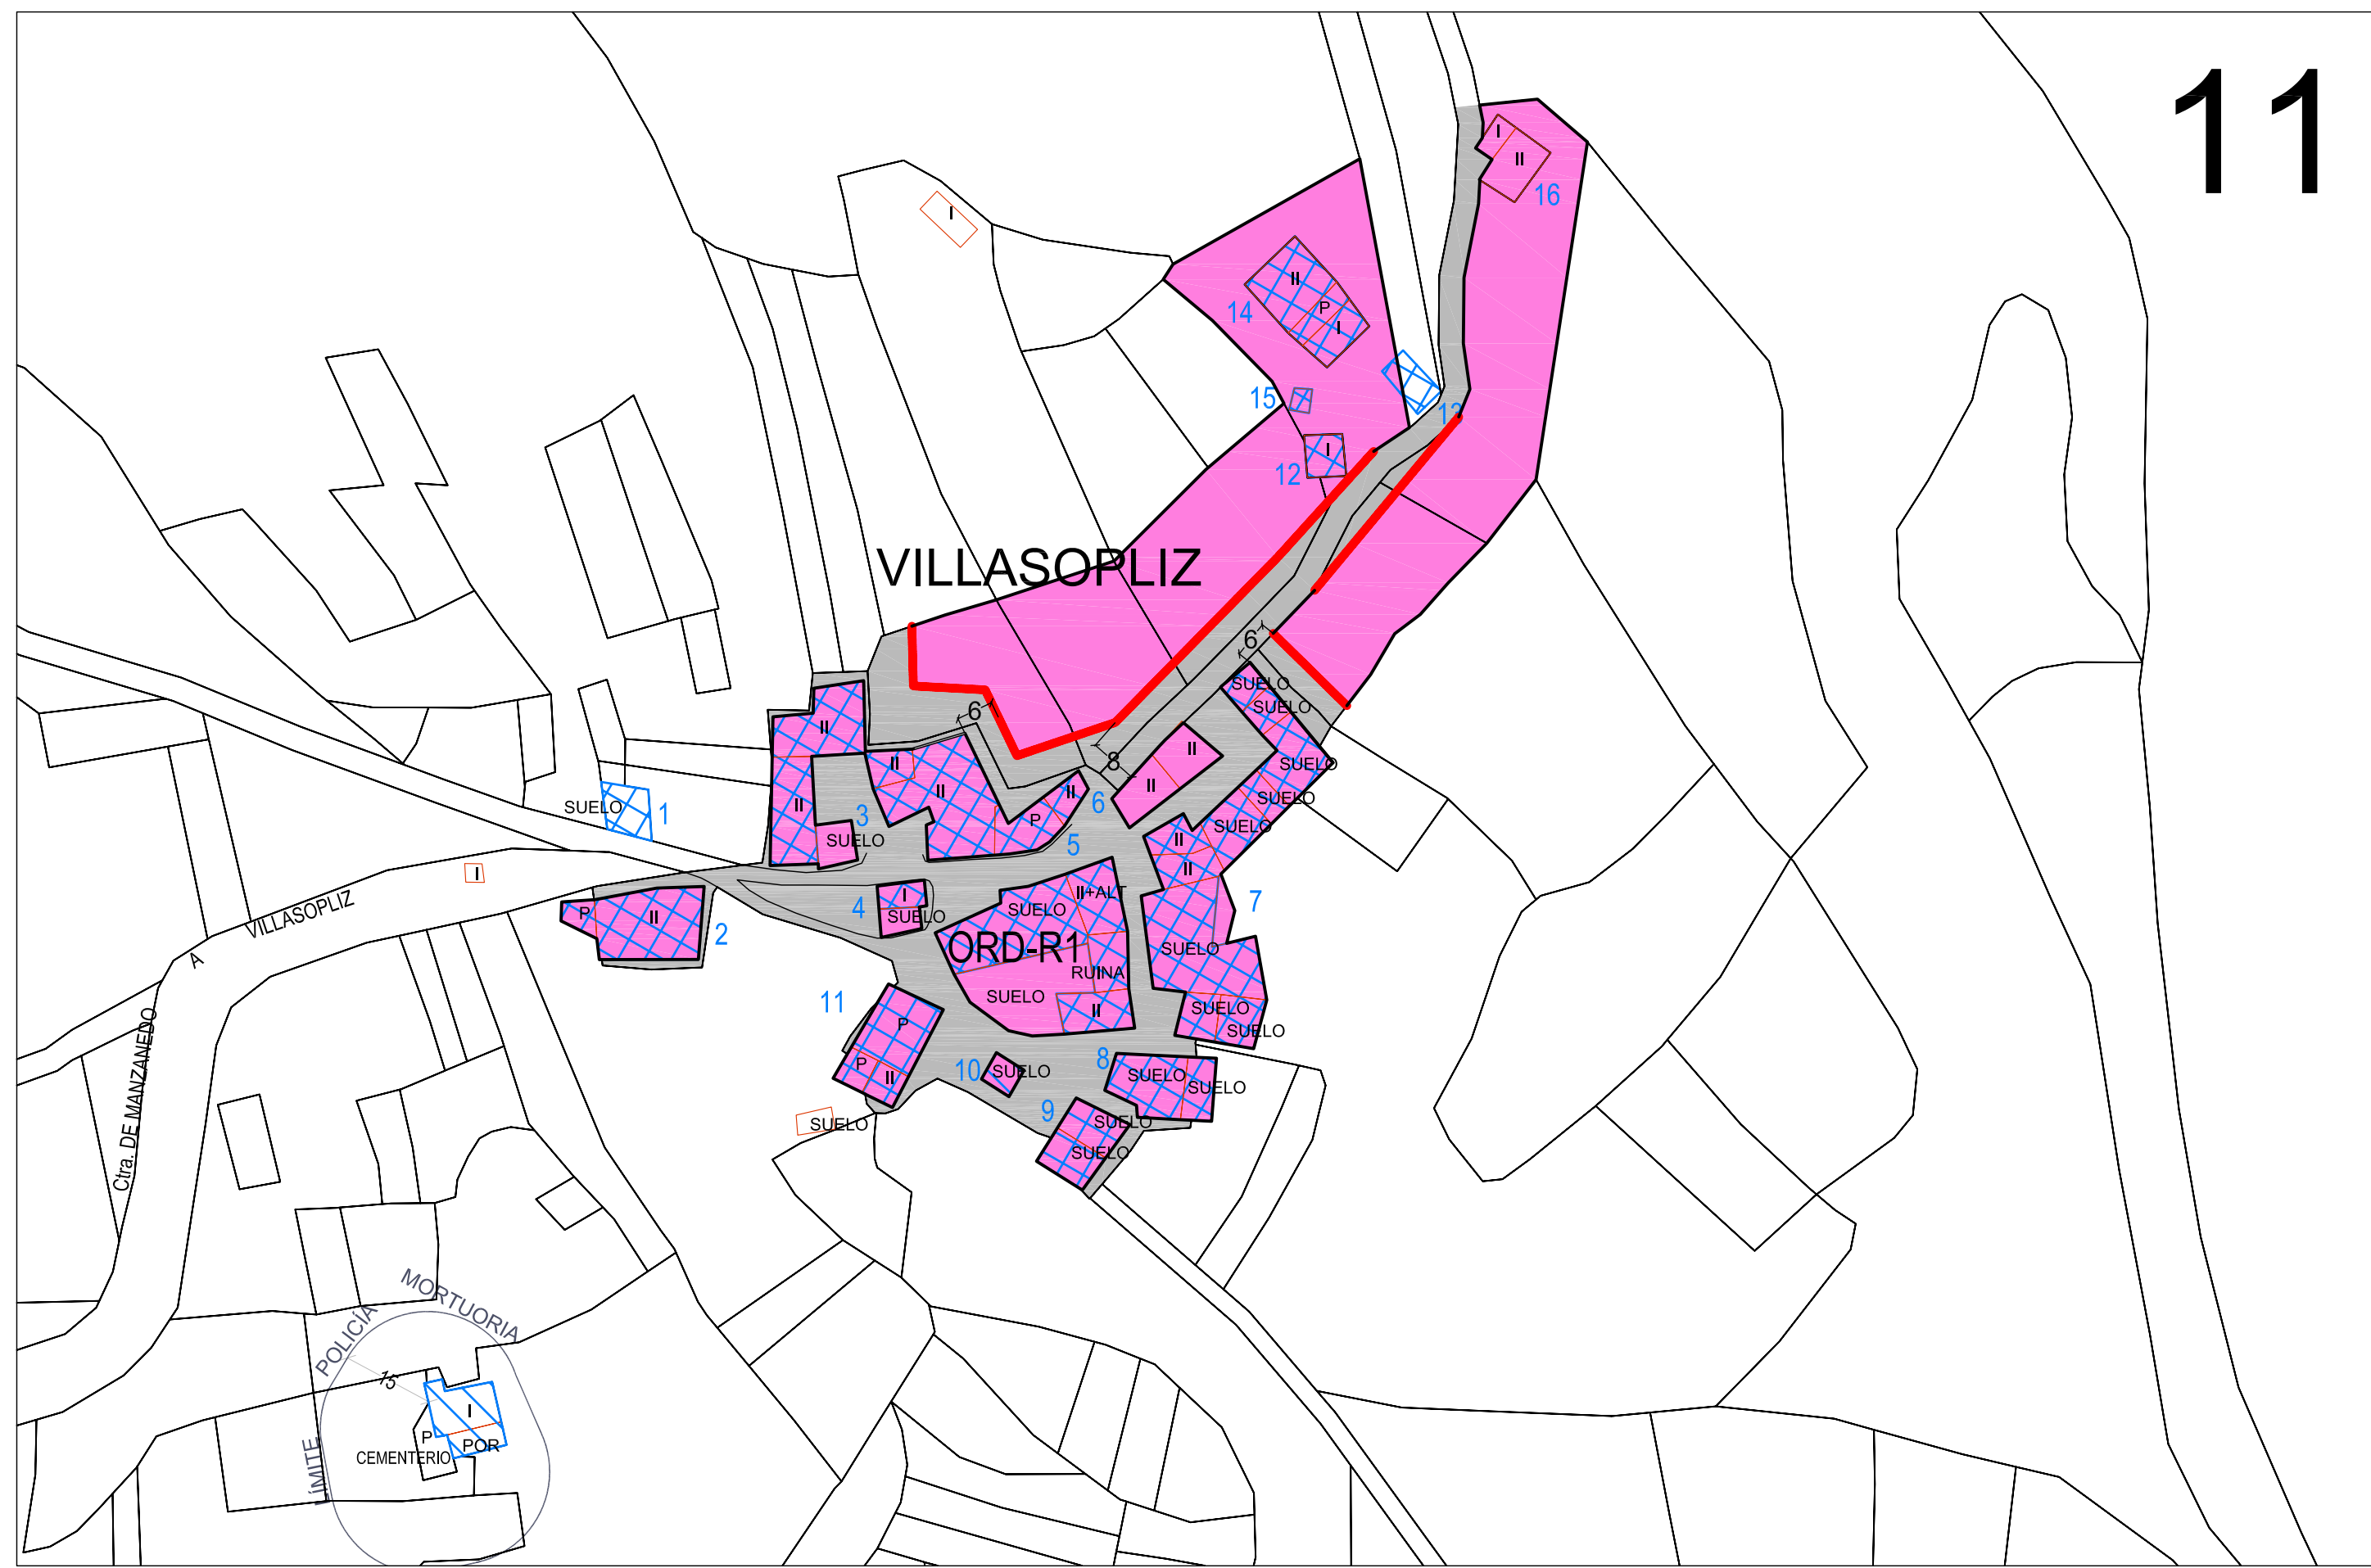 11
I
I
II
16
II
P
I
14
15
13
I
12
VILLASOPLIZ
6
6
8
SUELO
SUELO
SUELO
SUELO
SUELO
II
II
II
II
II
II
II
P
3
6
5
SUELO
1
SUELO
I
II
II
7
VILLASOPLIZ
A
Ctra. DE MANZANEDO
P
II
2
4
I
SUELO
SUELO
II+ALT
ORD-R1
RUINA
SUELO
II
SUELO
SUELO
SUELO
11
P
P
II
10
SUELO
8
SUELO
SUELO
9
SUELO
SUELO
SUELO
LÍMITE POLICÍA MORTUORIA
15
I
P
POR
CEMENTERIO